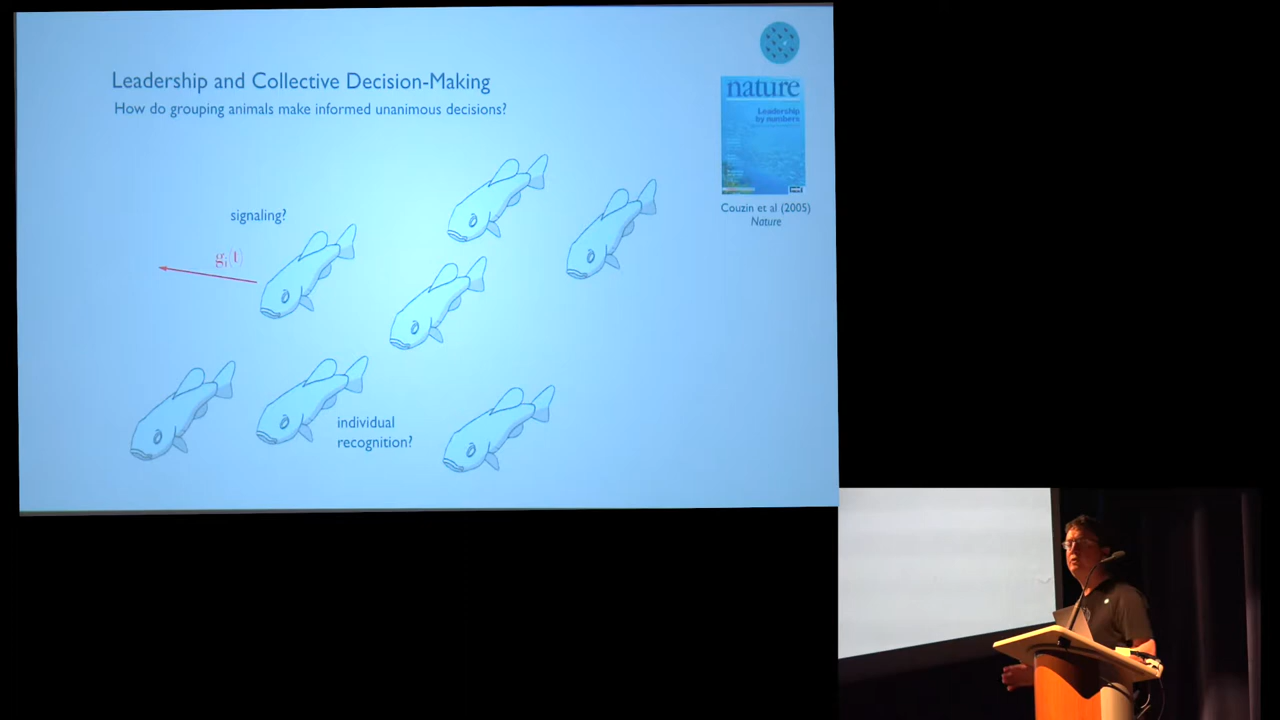 Leadership and Collective Decision-Making
How do grouping animals make informed unanimous decisions?
nature
Leadership
by numbers
Couzin et al (2005)
Nature
signaling?
gᵢ(t)
individual
recognition?